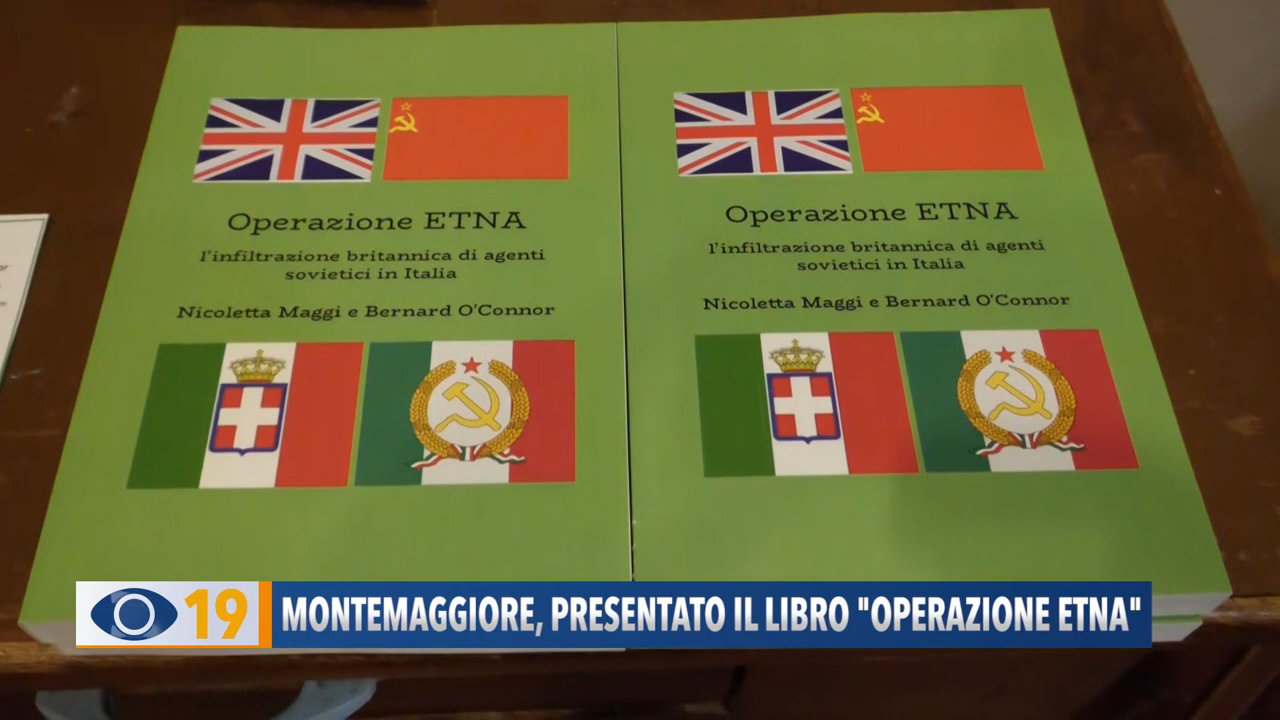 Operazione ETNA
l'infiltrazione britannica di agenti
sovietici in Italia
Nicoletta Maggi e Bernard O'Connor
Operazione ETNA
l'infiltrazione britannica di agenti
sovietici in Italia
Nicoletta Maggi e Bernard O'Connor
19
MONTEMAGGIORE, PRESENTATO IL LIBRO "OPERAZIONE ETNA"